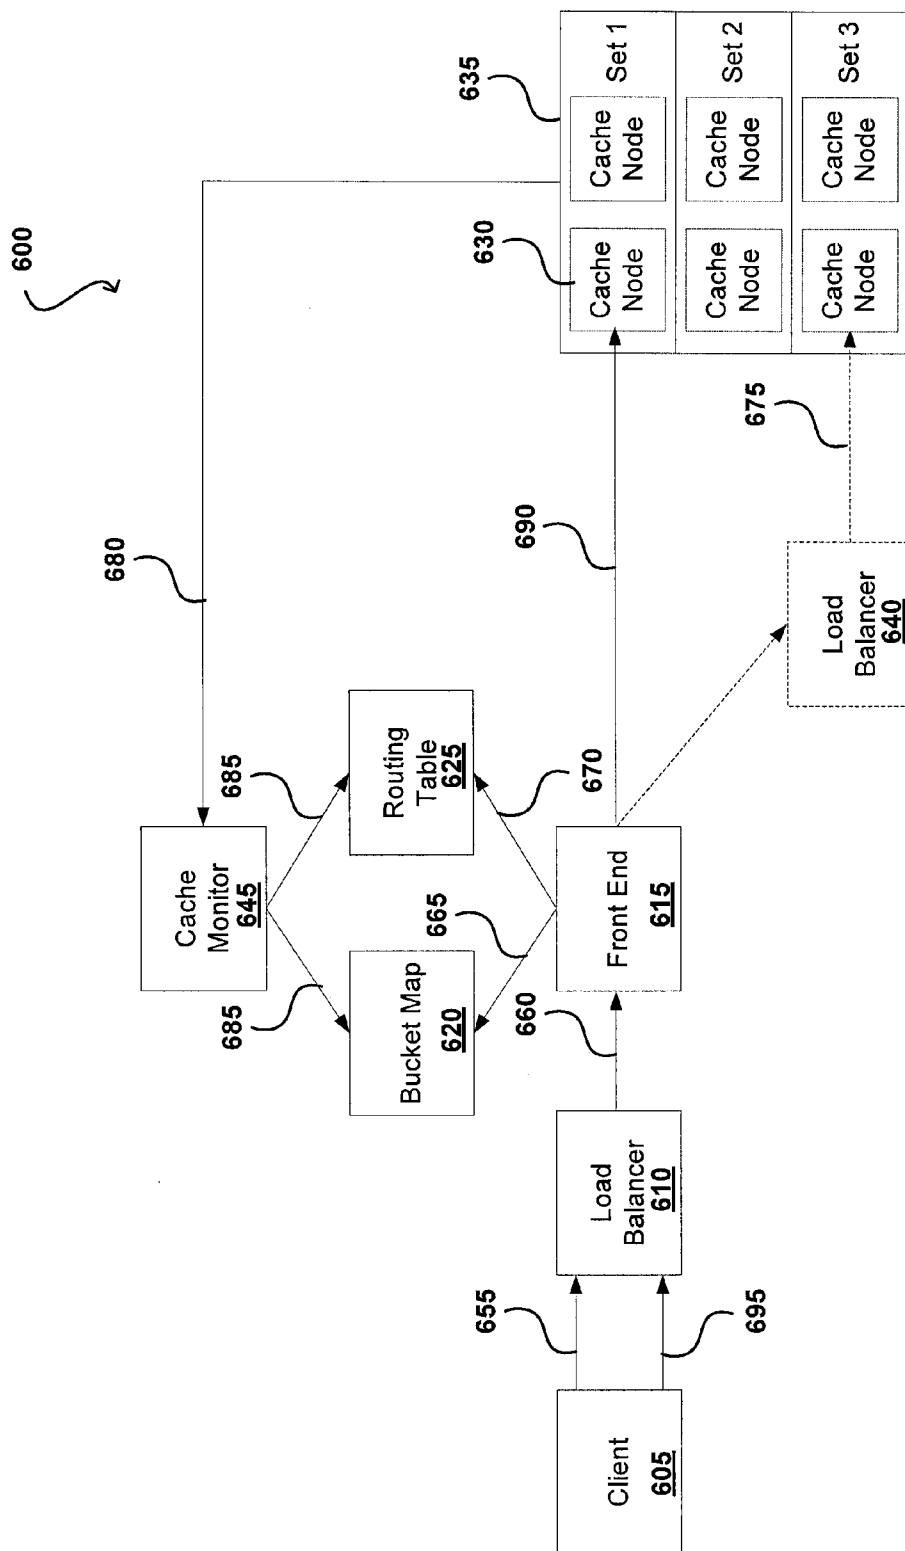 600
680
635
Cache
Monitor
645
Cache
Node
Cache
Node
Set 1
630
685
685
Routing
Table
625
Bucket Map
620
Cache
Node
Cache
Node
Set 2
665
670
690
Cache
Node
Cache
Node
Set 3
655
660
675
Client
605
Load
Balancer
610
Front End
615
695
Load
Balancer
640